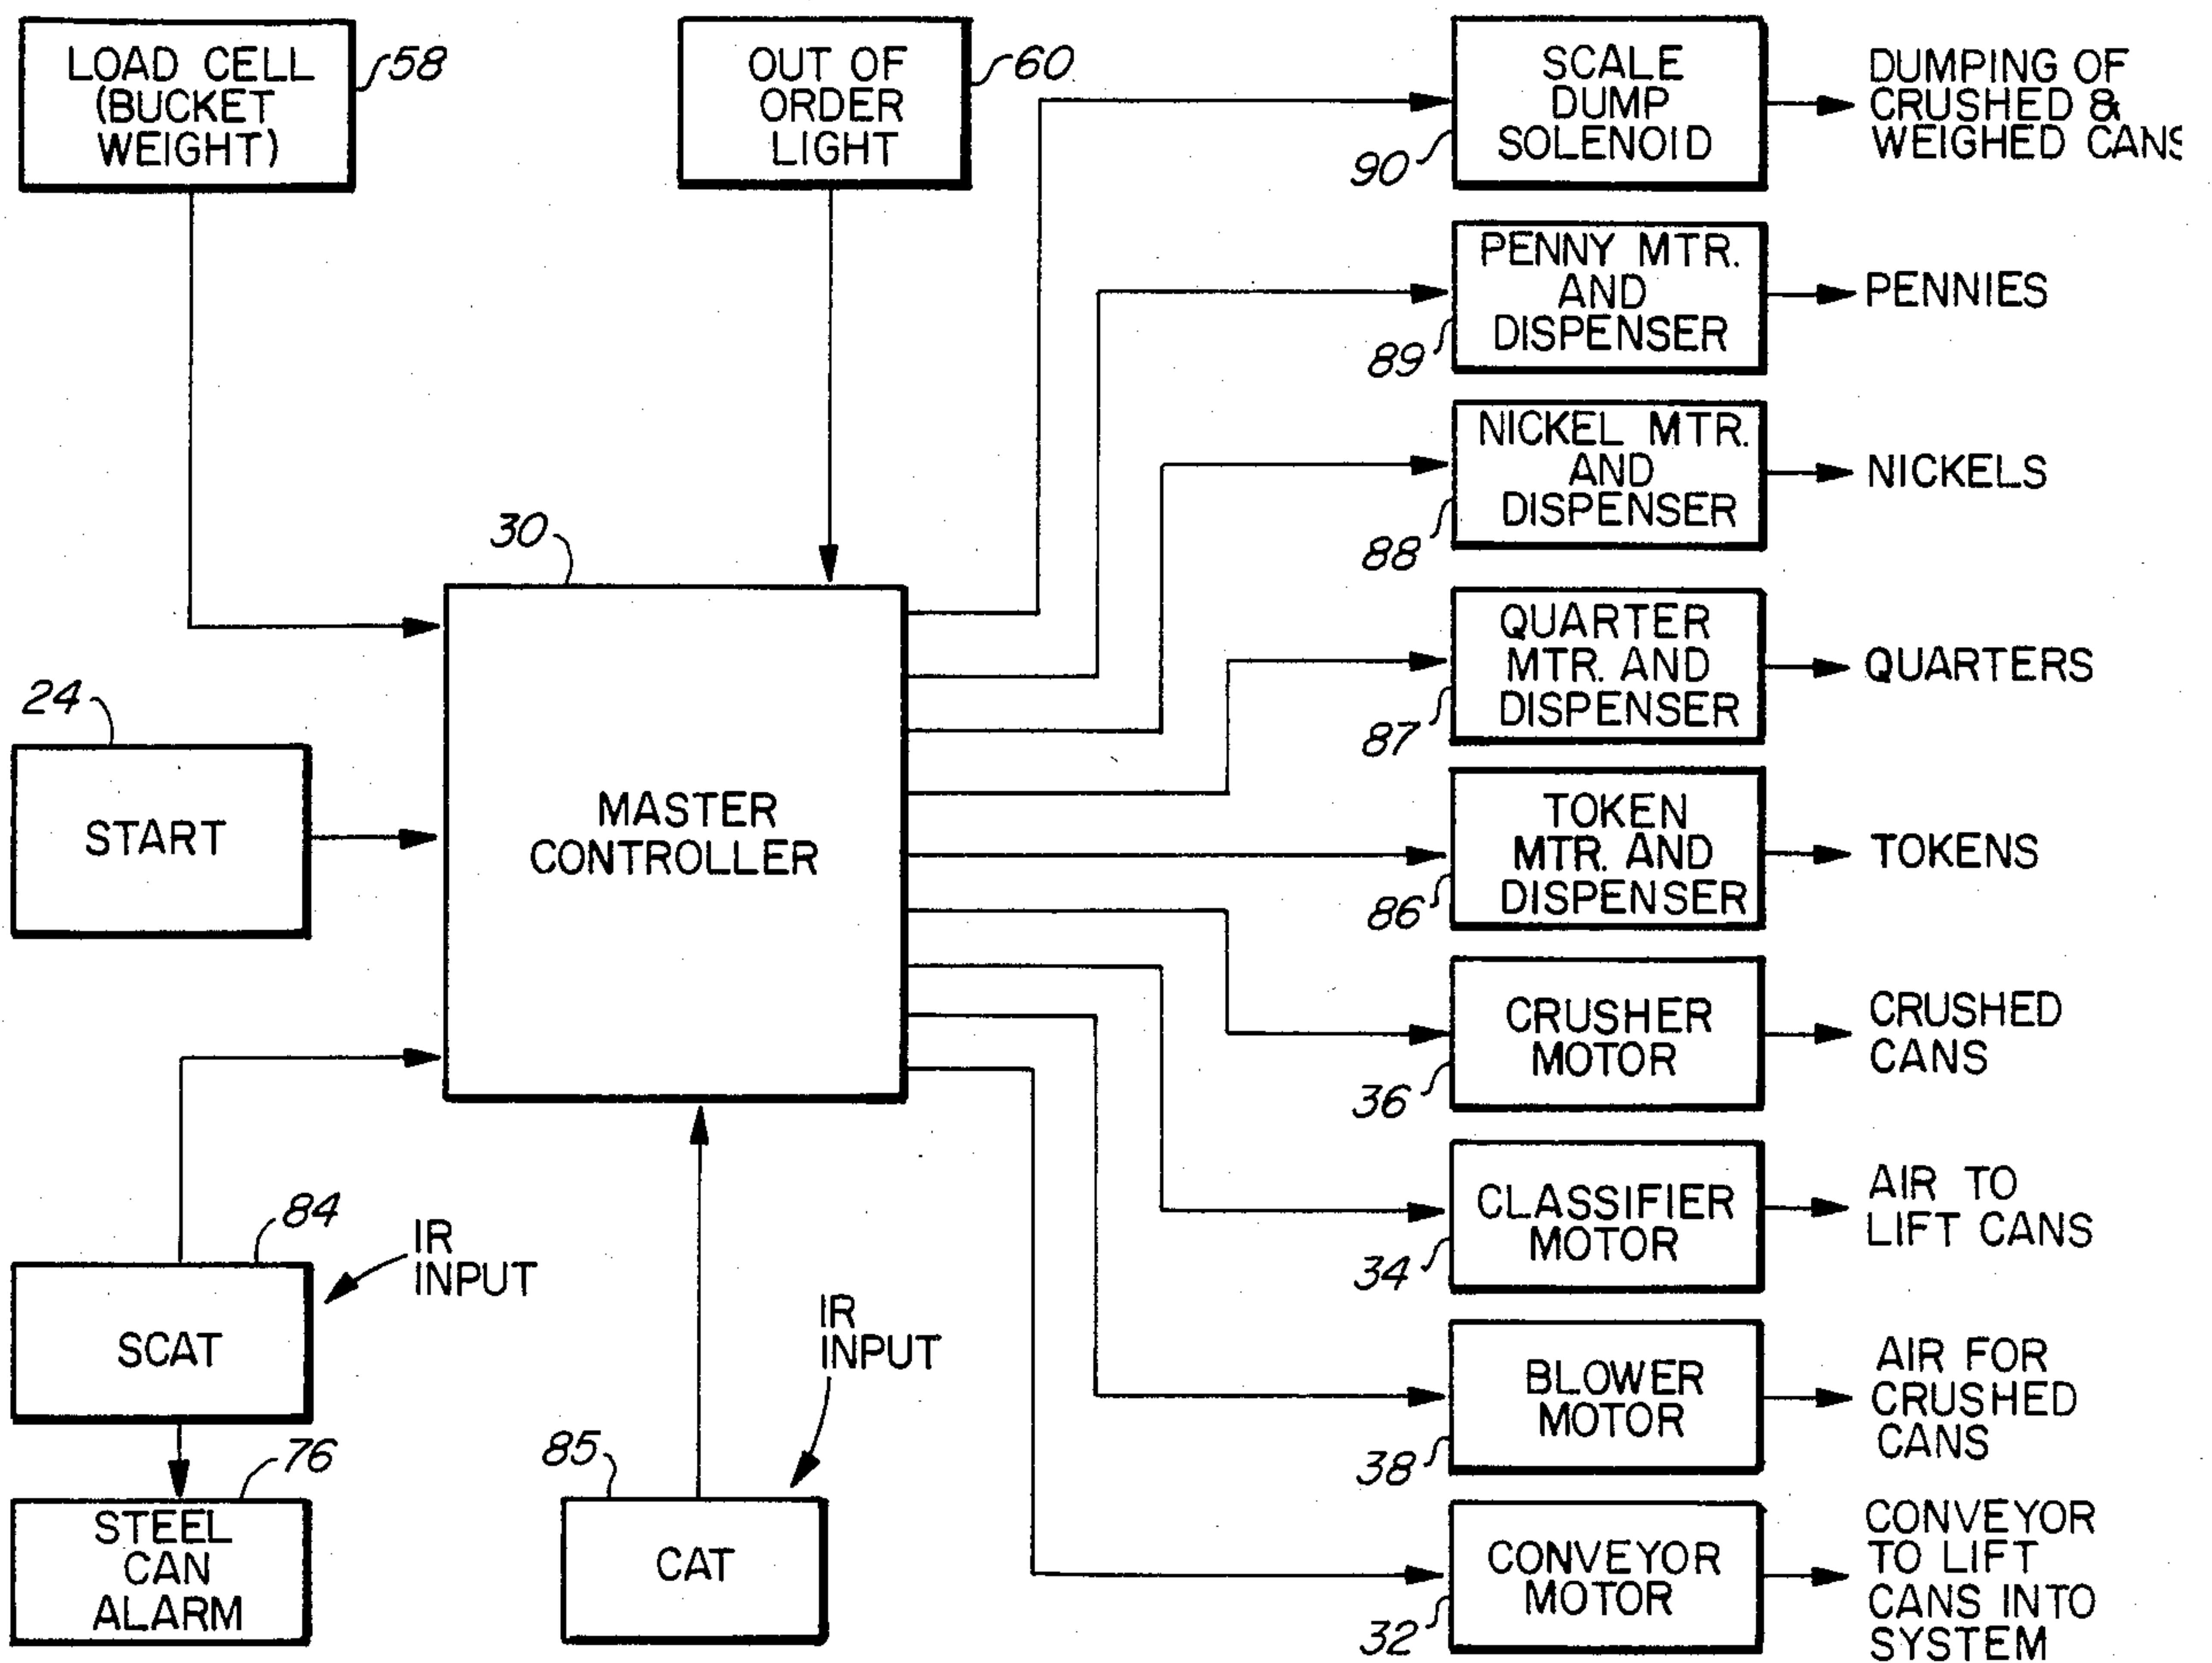 LOAD CELL
(BUCKET
WEIGHT)
58
OUT OF
ORDER
LIGHT
60
SCALE
DUMP
SOLENOID
90
DUMPING OF
CRUSHED &
WEIGHED CANS
PENNY MTR.
AND
DISPENSER
89
PENNIES
NICKEL MTR.
AND
DISPENSER
88
NICKELS
30
MASTER
CONTROLLER
QUARTER
MTR. AND
DISPENSER
87
QUARTERS
24
START
TOKEN
MTR. AND
DISPENSER
86
TOKENS
CRUSHER
MOTOR
36
CRUSHED
CANS
84
IR
INPUT
SCAT
CLASSIFIER
MOTOR
34
AIR TO
LIFT CANS
IR
INPUT
BLOWER
MOTOR
38
AIR FOR
CRUSHED
CANS
76
STEEL
CAN
ALARM
85
CAT
CONVEYOR
MOTOR
32
CONVEYOR
TO LIFT
CANS INTO
SYSTEM